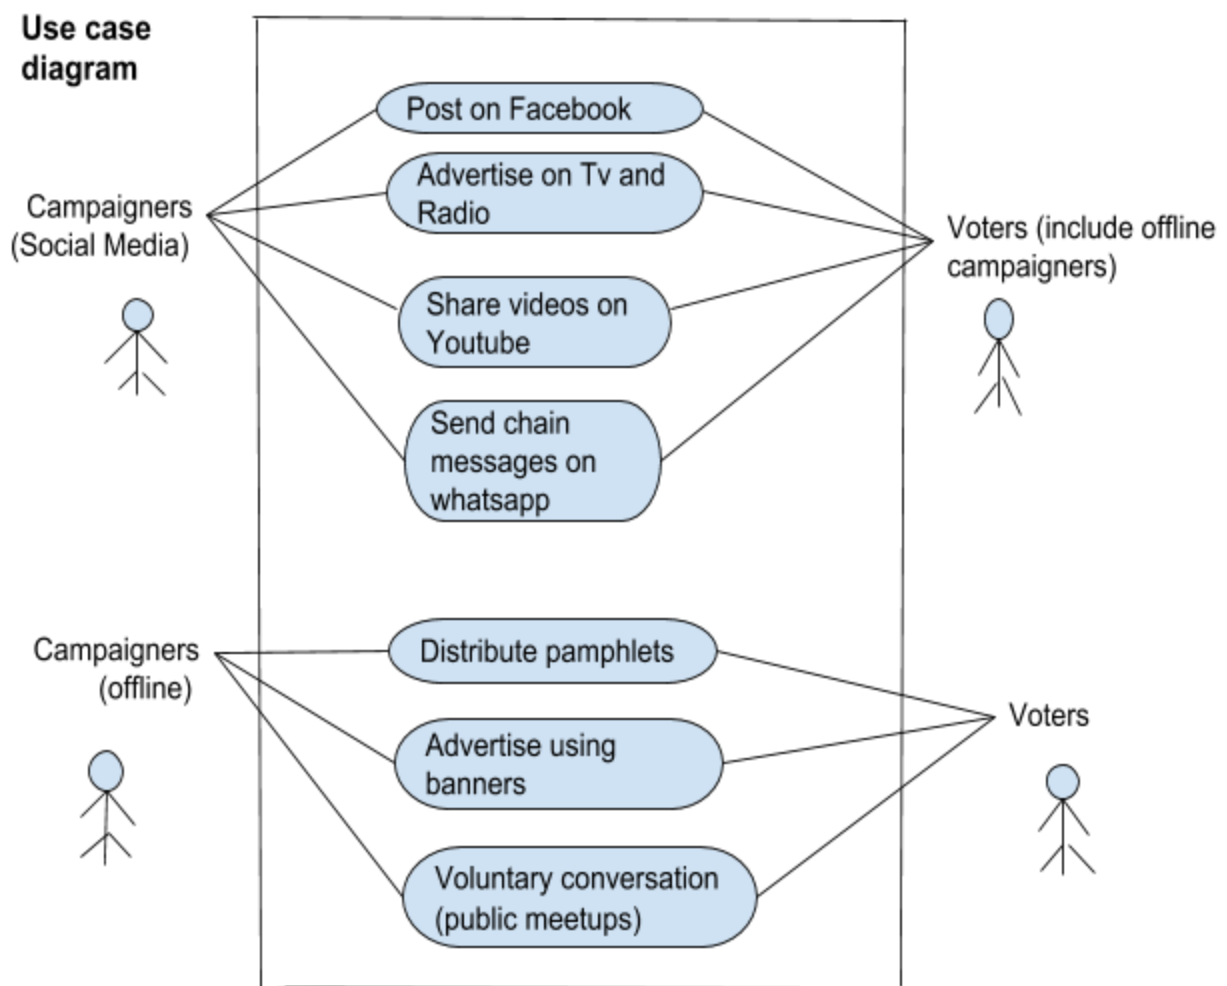 Use case
diagram
Post on Facebook
Advertise on Tv and
Radio
Campaigners
(Social Media)
Voters (include offline
campaigners)
Share videos on
Youtube
Send chain
messages on
whatsapp
Campaigners
(offline)
Distribute pamphlets
Voters
Advertise using
banners
Voluntary conversation
(public meetups)